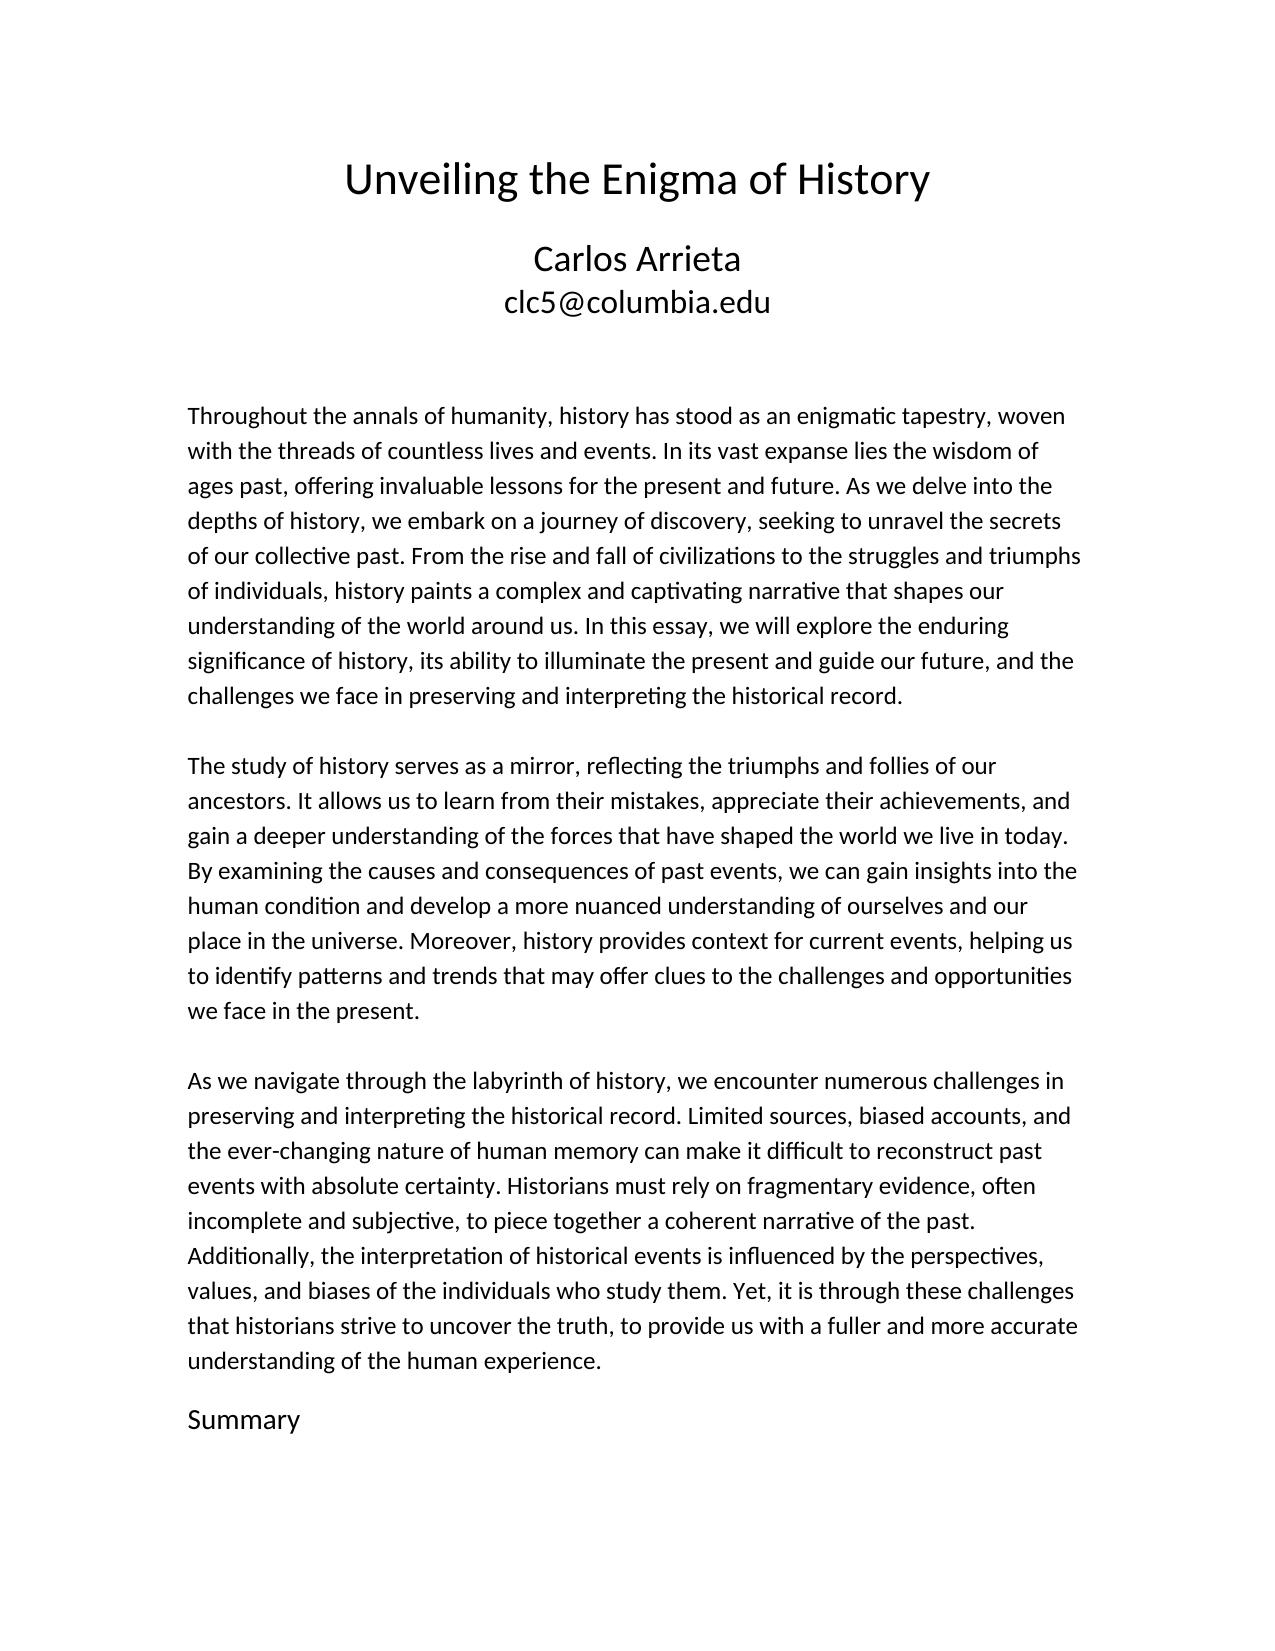 Unveiling the Enigma of History
Carlos Arrieta
clc5@columbia.edu
Throughout the annals of humanity, history has stood as an enigmatic tapestry, woven
with the threads of countless lives and events. In its vast expanse lies the wisdom of
ages past, offering invaluable lessons for the present and future. As we delve into the
depths of history, we embark on a journey of discovery, seeking to unravel the secrets
of our collective past. From the rise and fall of civilizations to the struggles and triumphs
of individuals, history paints a complex and captivating narrative that shapes our
understanding of the world around us. In this essay, we will explore the enduring
significance of history, its ability to illuminate the present and guide our future, and the
challenges we face in preserving and interpreting the historical record.
The study of history serves as a mirror, reflecting the triumphs and follies of our
ancestors. It allows us to learn from their mistakes, appreciate their achievements, and
gain a deeper understanding of the forces that have shaped the world we live in today.
By examining the causes and consequences of past events, we can gain insights into the
human condition and develop a more nuanced understanding of ourselves and our
place in the universe. Moreover, history provides context for current events, helping us
to identify patterns and trends that may offer clues to the challenges and opportunities
we face in the present.
As we navigate through the labyrinth of history, we encounter numerous challenges in
preserving and interpreting the historical record. Limited sources, biased accounts, and
the ever-changing nature of human memory can make it difficult to reconstruct past
events with absolute certainty. Historians must rely on fragmentary evidence, often
incomplete and subjective, to piece together a coherent narrative of the past.
Additionally, the interpretation of historical events is influenced by the perspectives,
values, and biases of the individuals who study them. Yet, it is through these challenges
that historians strive to uncover the truth, to provide us with a fuller and more accurate
understanding of the human experience.
Summary